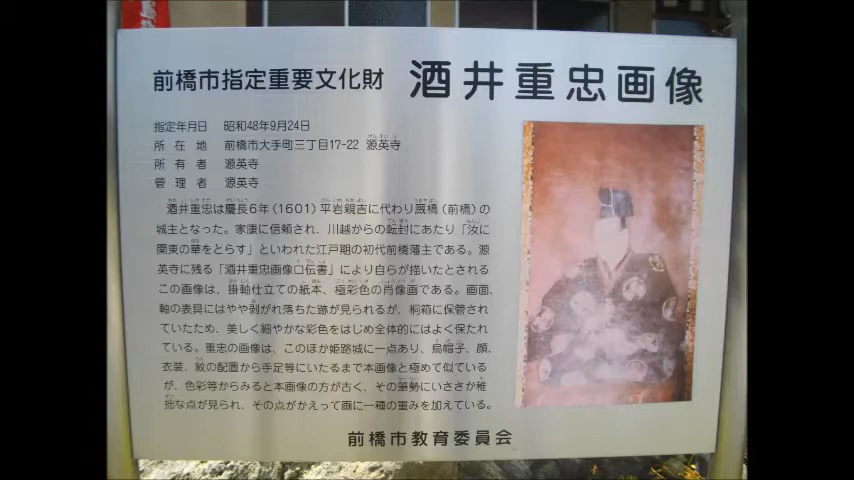 前橋市指定重要文化財 酒井重忠画像
指定年月日 昭和48年9月24日
所在地 前橋市大手町三丁目17-22 源英寺
所有者 源英寺
管理者 源英寺
酒井重忠は慶長6年(1601)平岩親吉に代わり厩橋(前橋)の
城主となった。家康に信頼され、川越からの転封にあたり「汝に
関東の華をとらす」といわれた江戸期の初代前橋藩主である。源
英寺に残る「酒井重忠画像口伝書」により自らが描いたとされる
この画像は、掛軸仕立ての紙本、極彩色の肖像画である。画面、
軸の表具にはやや剥がれ落ちた跡が見られるが、桐箱に保管され
ていたため、美しく細やかな彩色をはじめ全体的にはよく保たれ
ている。重忠の画像は、このほか姫路城に一点あり、烏帽子、顔、
衣装、紋の配置から手足等にいたるまで本画像と極めて似ている
が、色彩等からみると本画像の方が古く、その筆勢にいささか稚
拙な点が見られ、その点がかえって画に一種の重みを加えている。
前橋市教育委員会